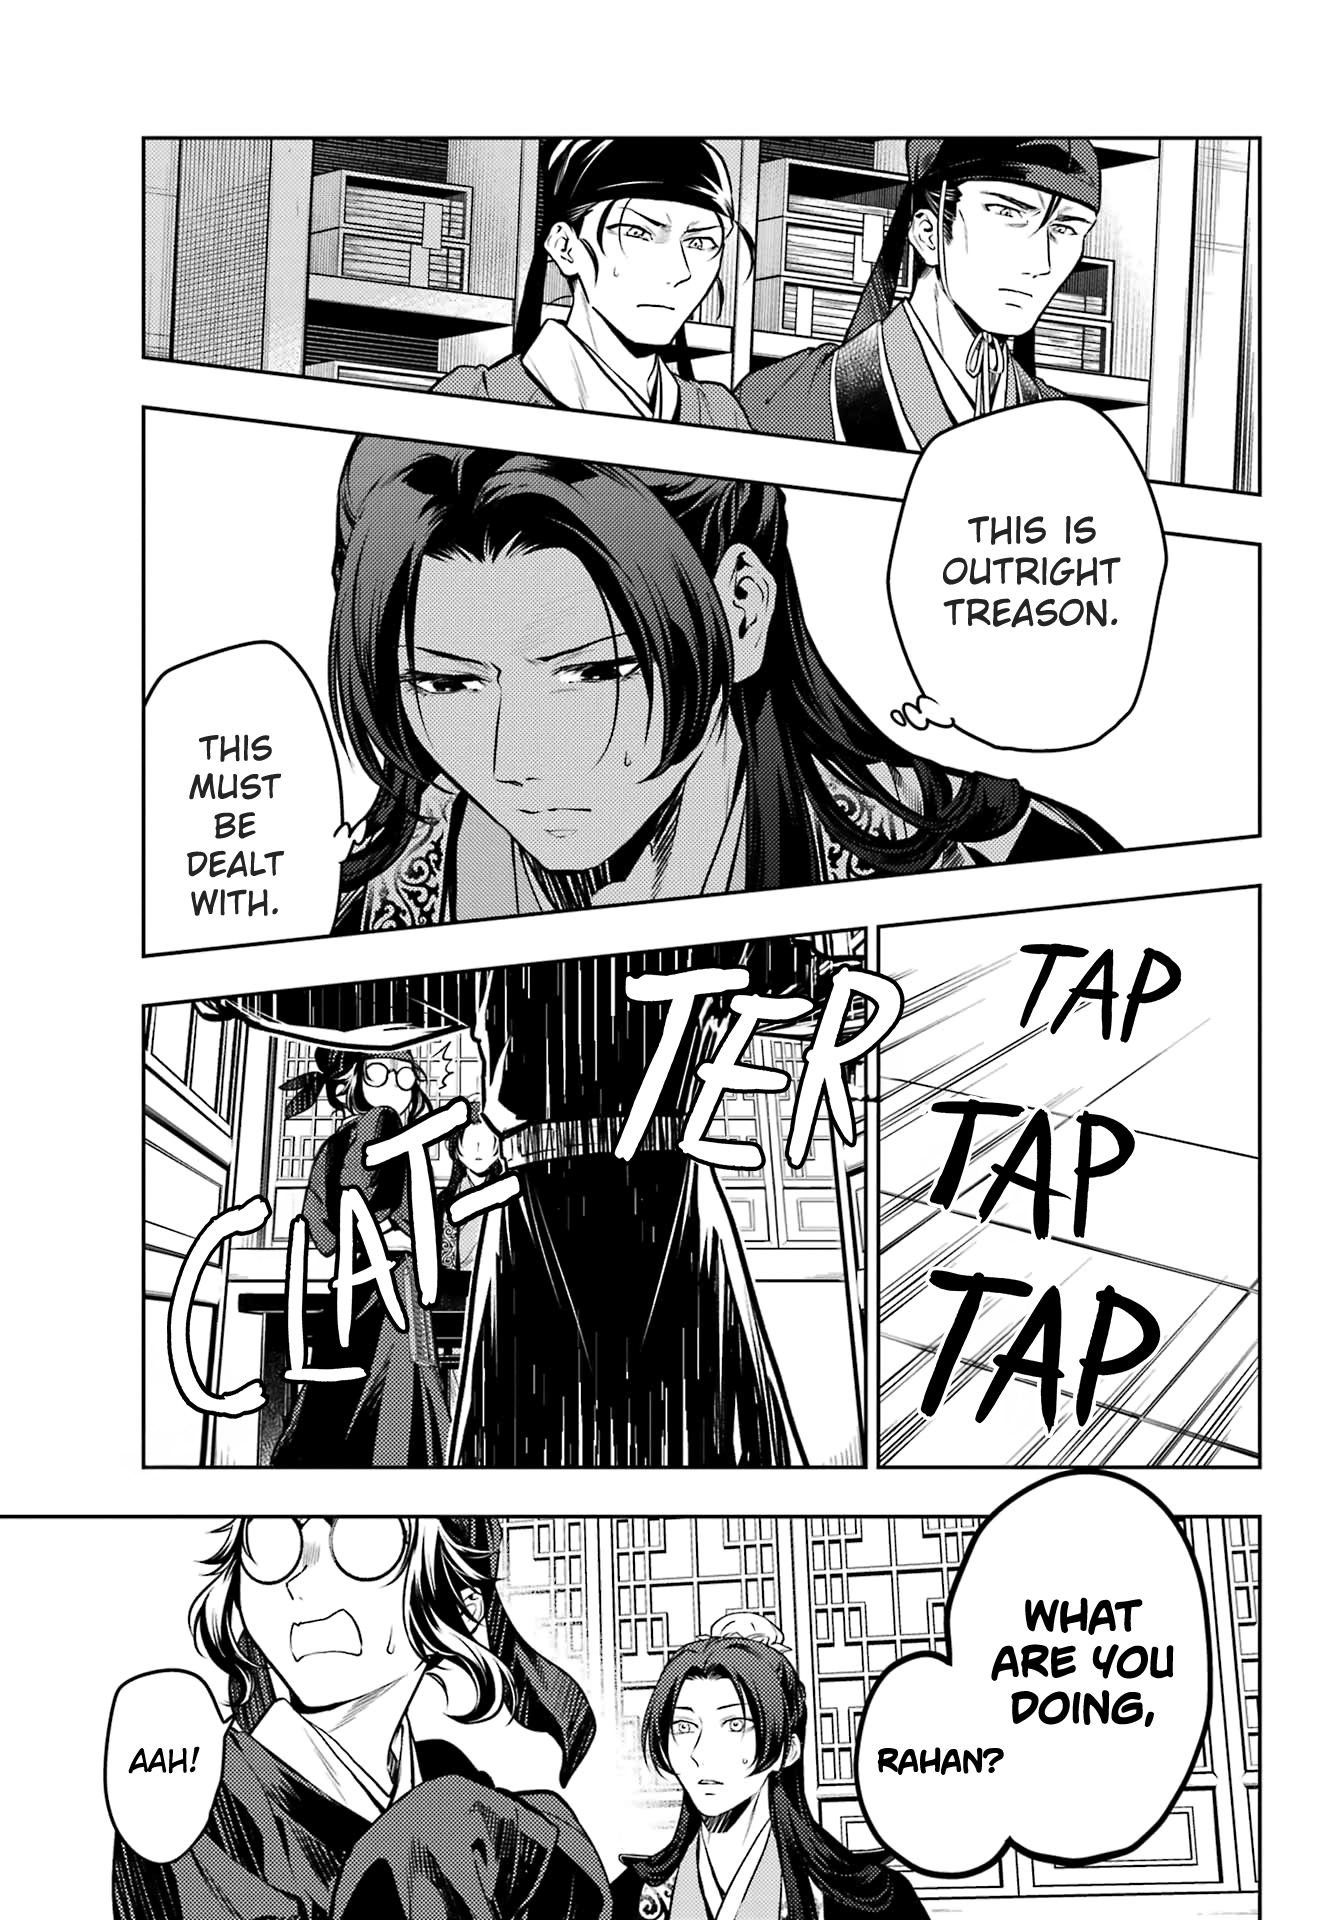 THIS IS
OUTRIGHT
TREASON.
THIS
MUST
BE
DEALT
WITH.
TAP
TAP
TAP
CLAT-
TER
WHAT
ARE YOU
DOING,
RAHAN?
AAH!